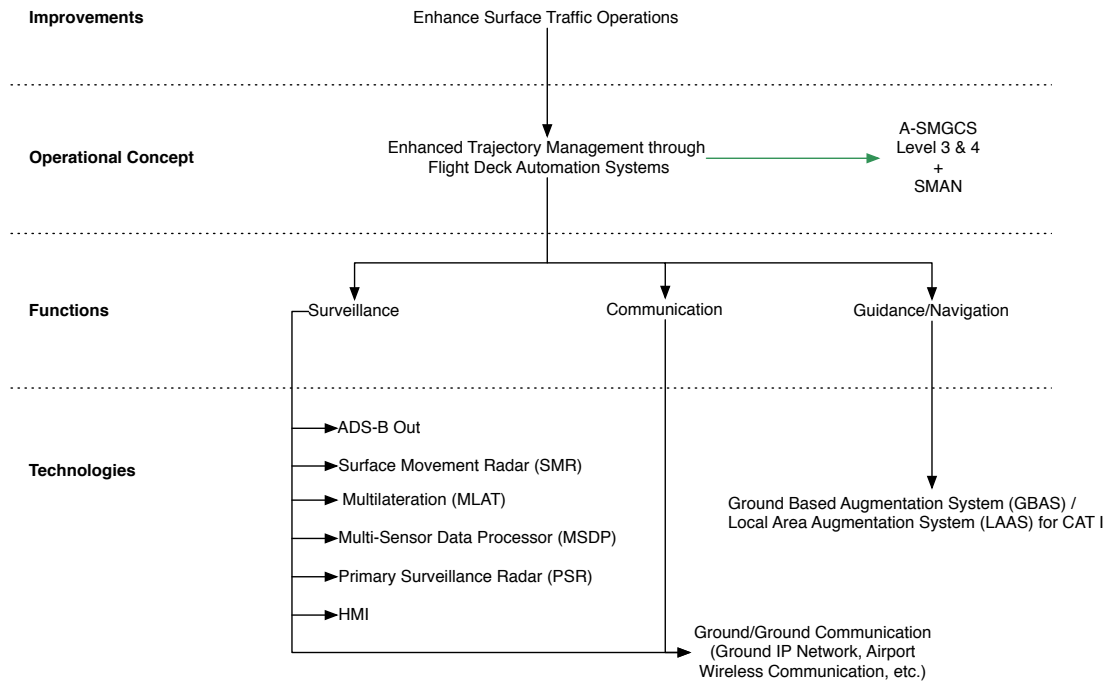 Improvements
Enhance Surface Traffic Operations
Operational Concept
Enhanced Trajectory Management through
Flight Deck Automation Systems
A-SMGCS
Level 3 & 4
+
SMAN
Functions
Surveillance
Communication
Guidance/Navigation
Technologies
ADS-B Out
Surface Movement Radar (SMR)
Multilateration (MLAT)
Multi-Sensor Data Processor (MSDP)
Primary Surveillance Radar (PSR)
HMI
Ground Based Augmentation System (GBAS) /
Local Area Augmentation System (LAAS) for CAT I
Ground/Ground Communication
(Ground IP Network, Airport
Wireless Communication, etc.)